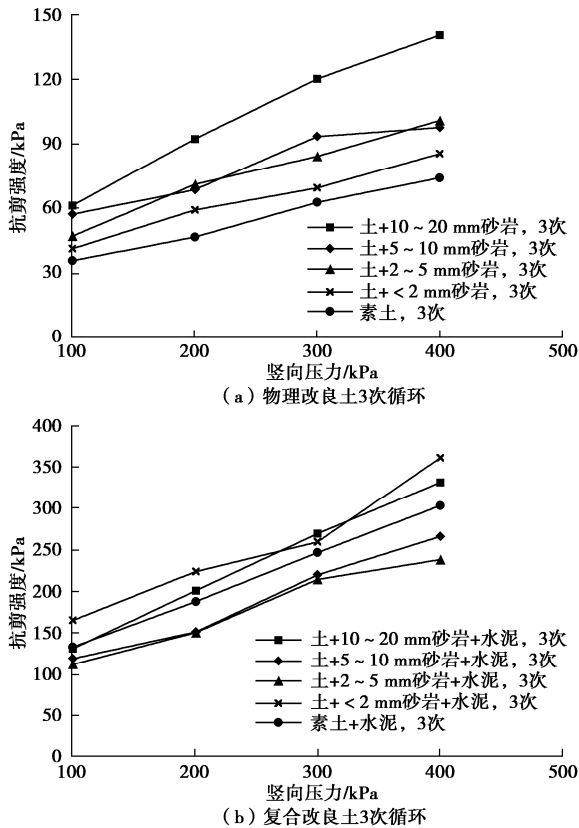 150
120
90
60
30
0
抗剪强度/kPa
土+10~20 mm砂岩，3次
土+5~10 mm砂岩，3次
土+2~5 mm砂岩，3次
土+<2 mm砂岩，3次
素土，3次
100 200 300 400 500
竖向压力/kPa
（a）物理改良土3次循环
400
350
300
250
200
150
100
50
0
抗剪强度/kPa
土+10~20 mm砂岩+水泥，3次
土+5~10 mm砂岩+水泥，3次
土+2~5 mm砂岩+水泥，3次
土+<2 mm砂岩+水泥，3次
素土+水泥，3次
100 200 300 400 500
竖向压力/kPa
（b）复合改良土3次循环